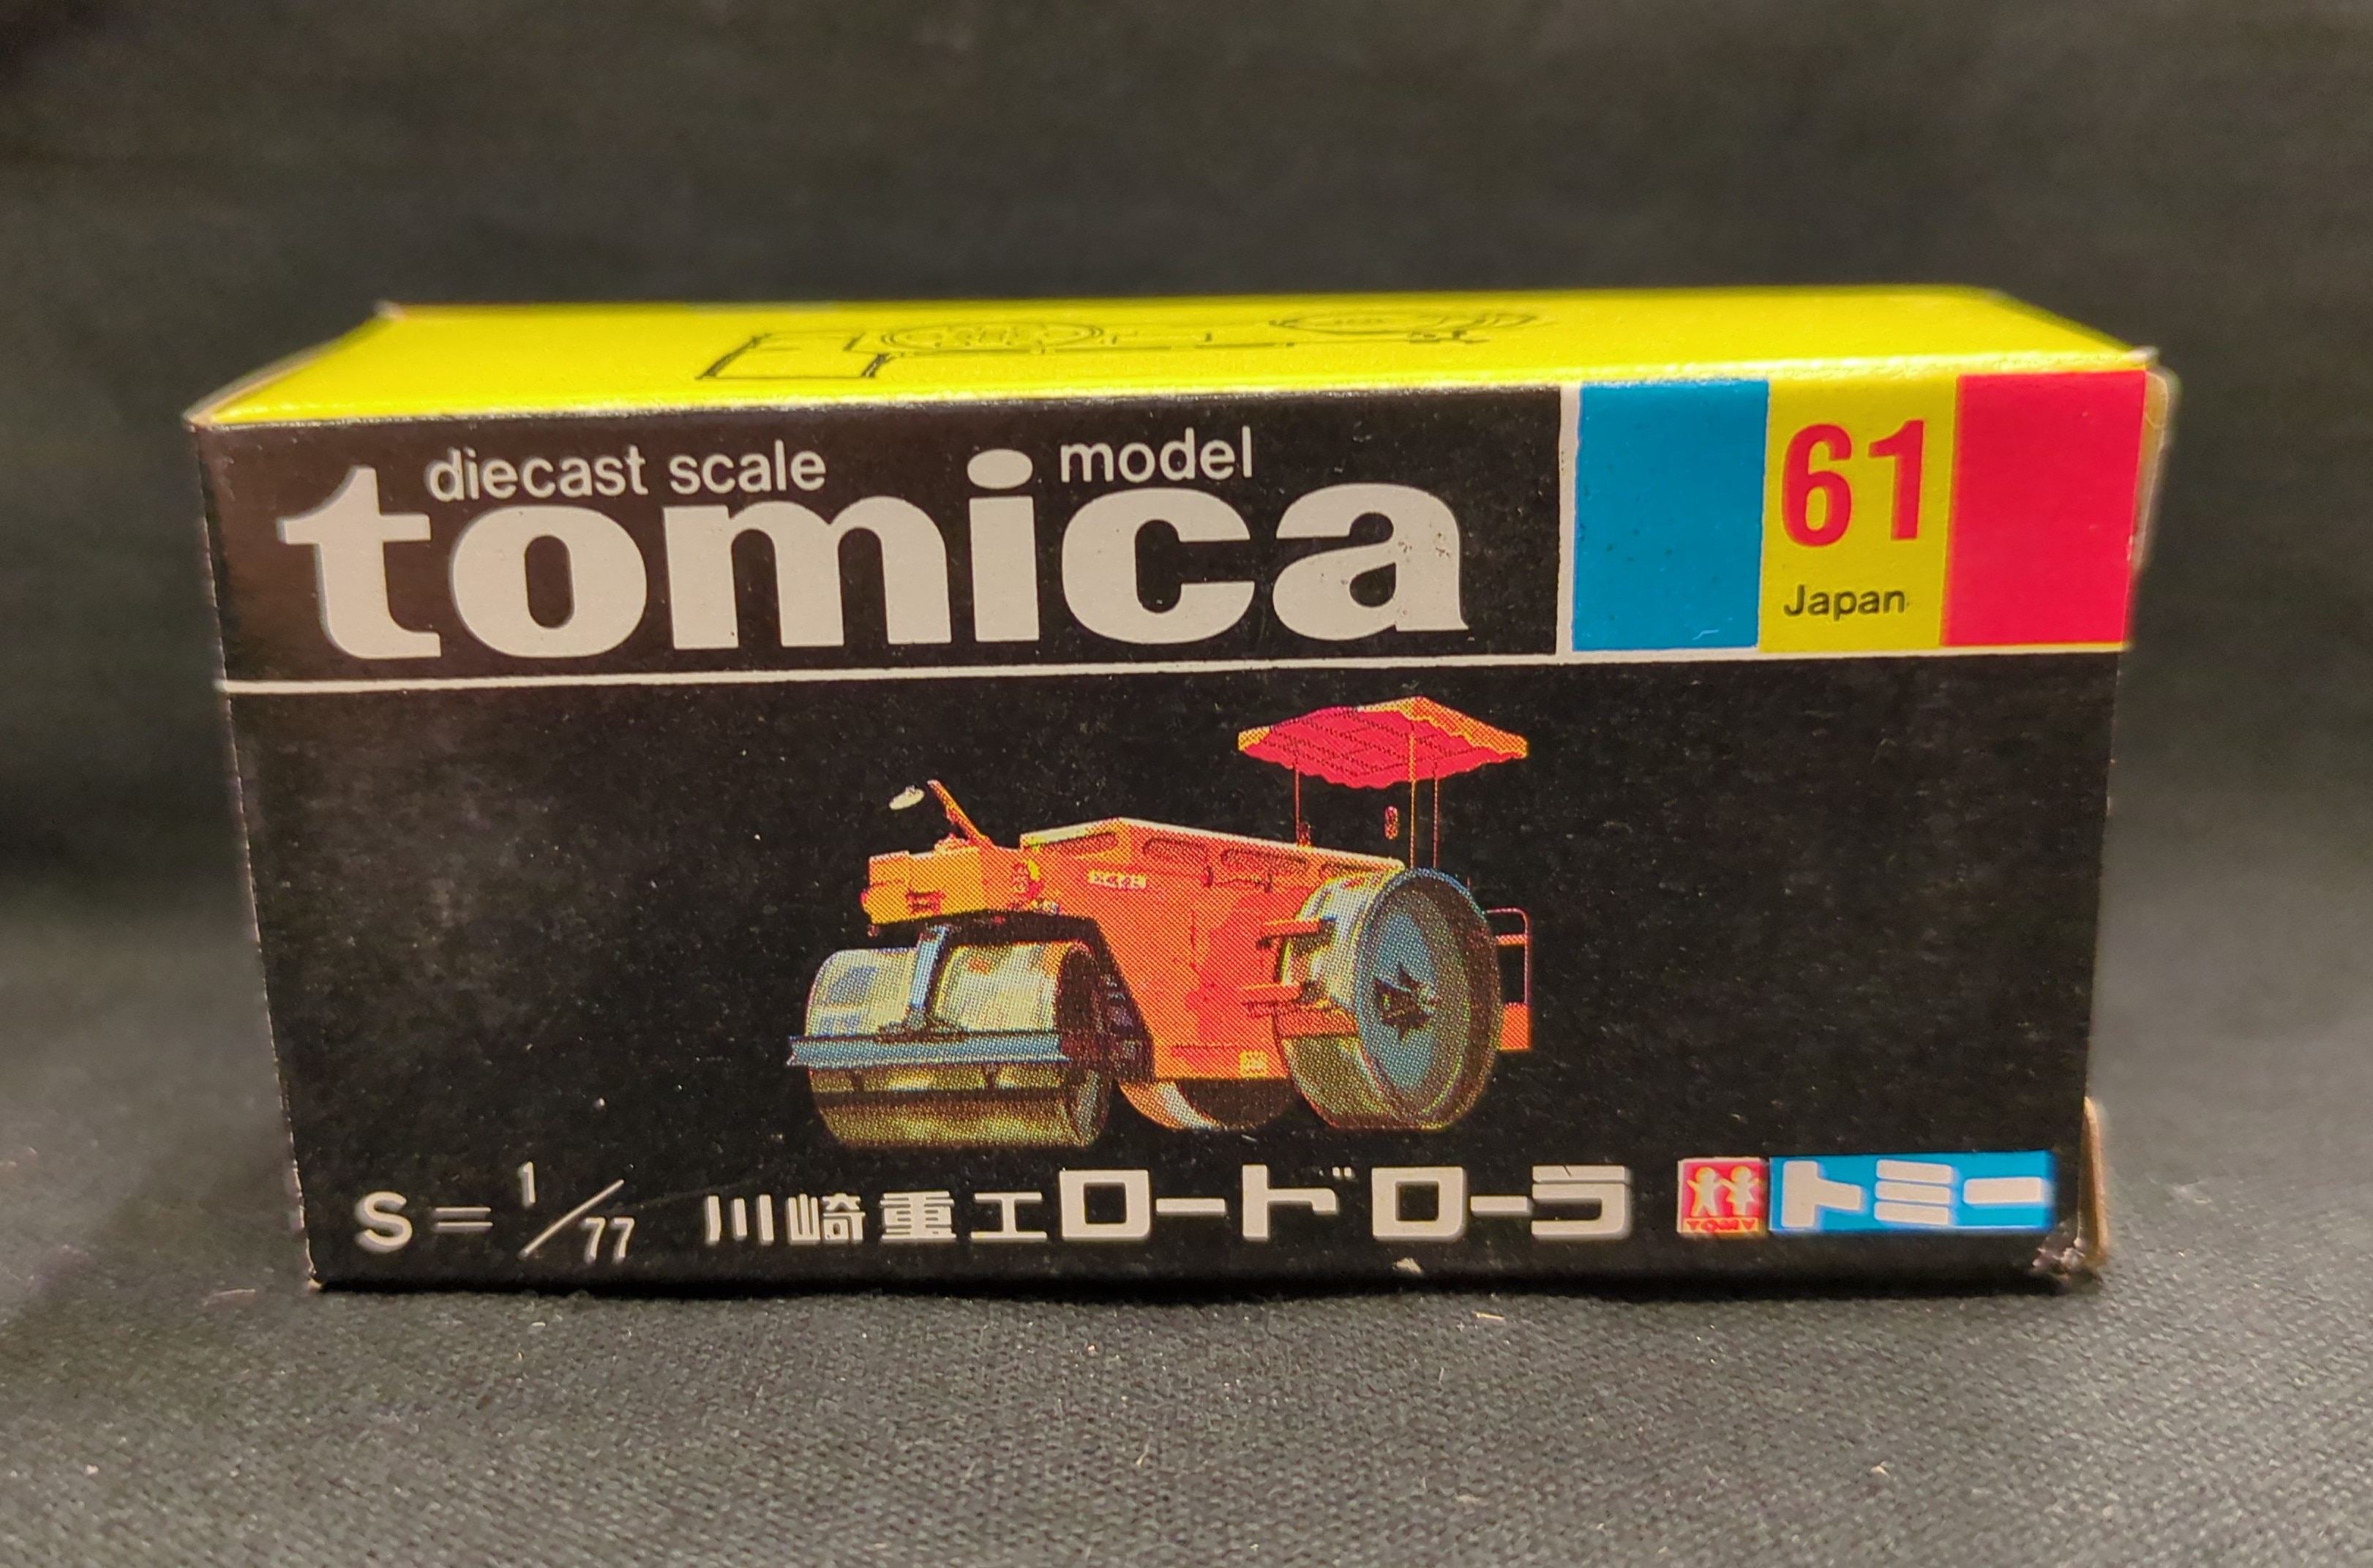 diecast scale model
tomica
61
Japan
S=1/77 川崎重工ロードローラ TOMY トミー